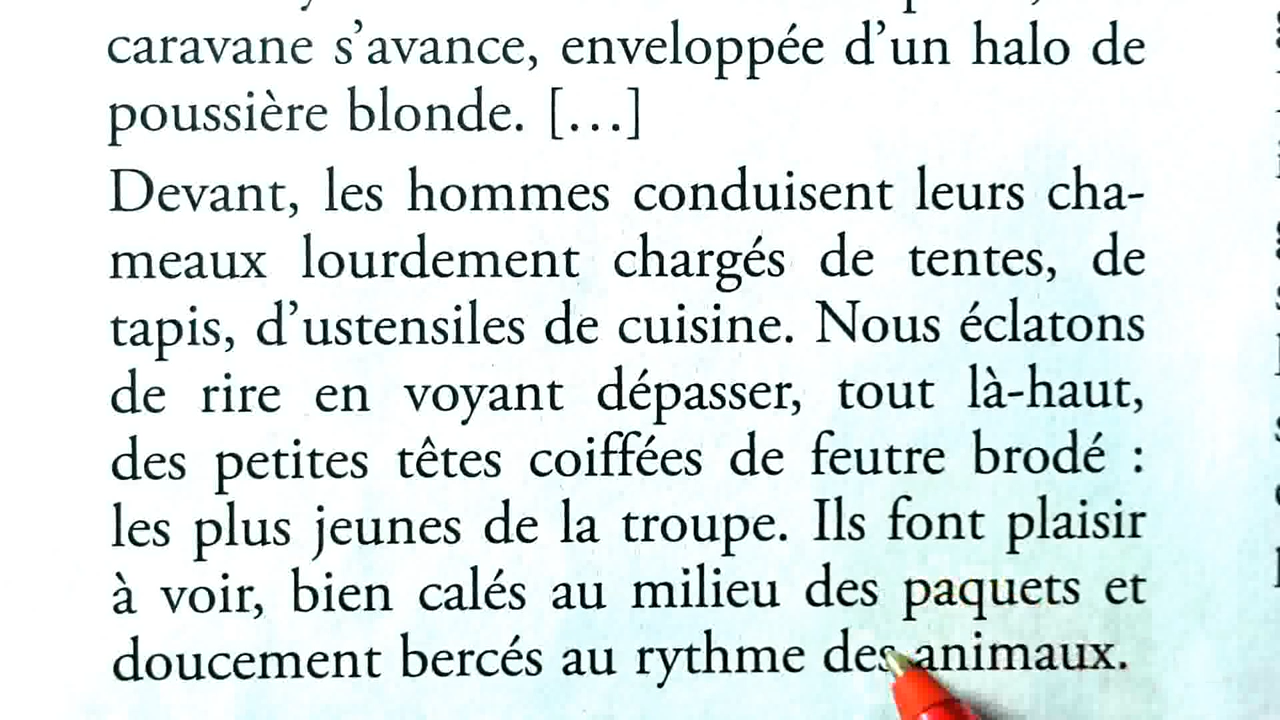 caravane s'avance, enveloppée d'un halo de
poussière blonde. […]
Devant, les hommes conduisent leurs cha-
meaux lourdement chargés de tentes, de
tapis, d'ustensiles de cuisine. Nous éclatons
de rire en voyant dépasser, tout là-haut,
des petites têtes coiffées de feutre brodé :
les plus jeunes de la troupe. Ils font plaisir
à voir, bien calés au milieu des paquets et
doucement bercés au rythme des animaux.